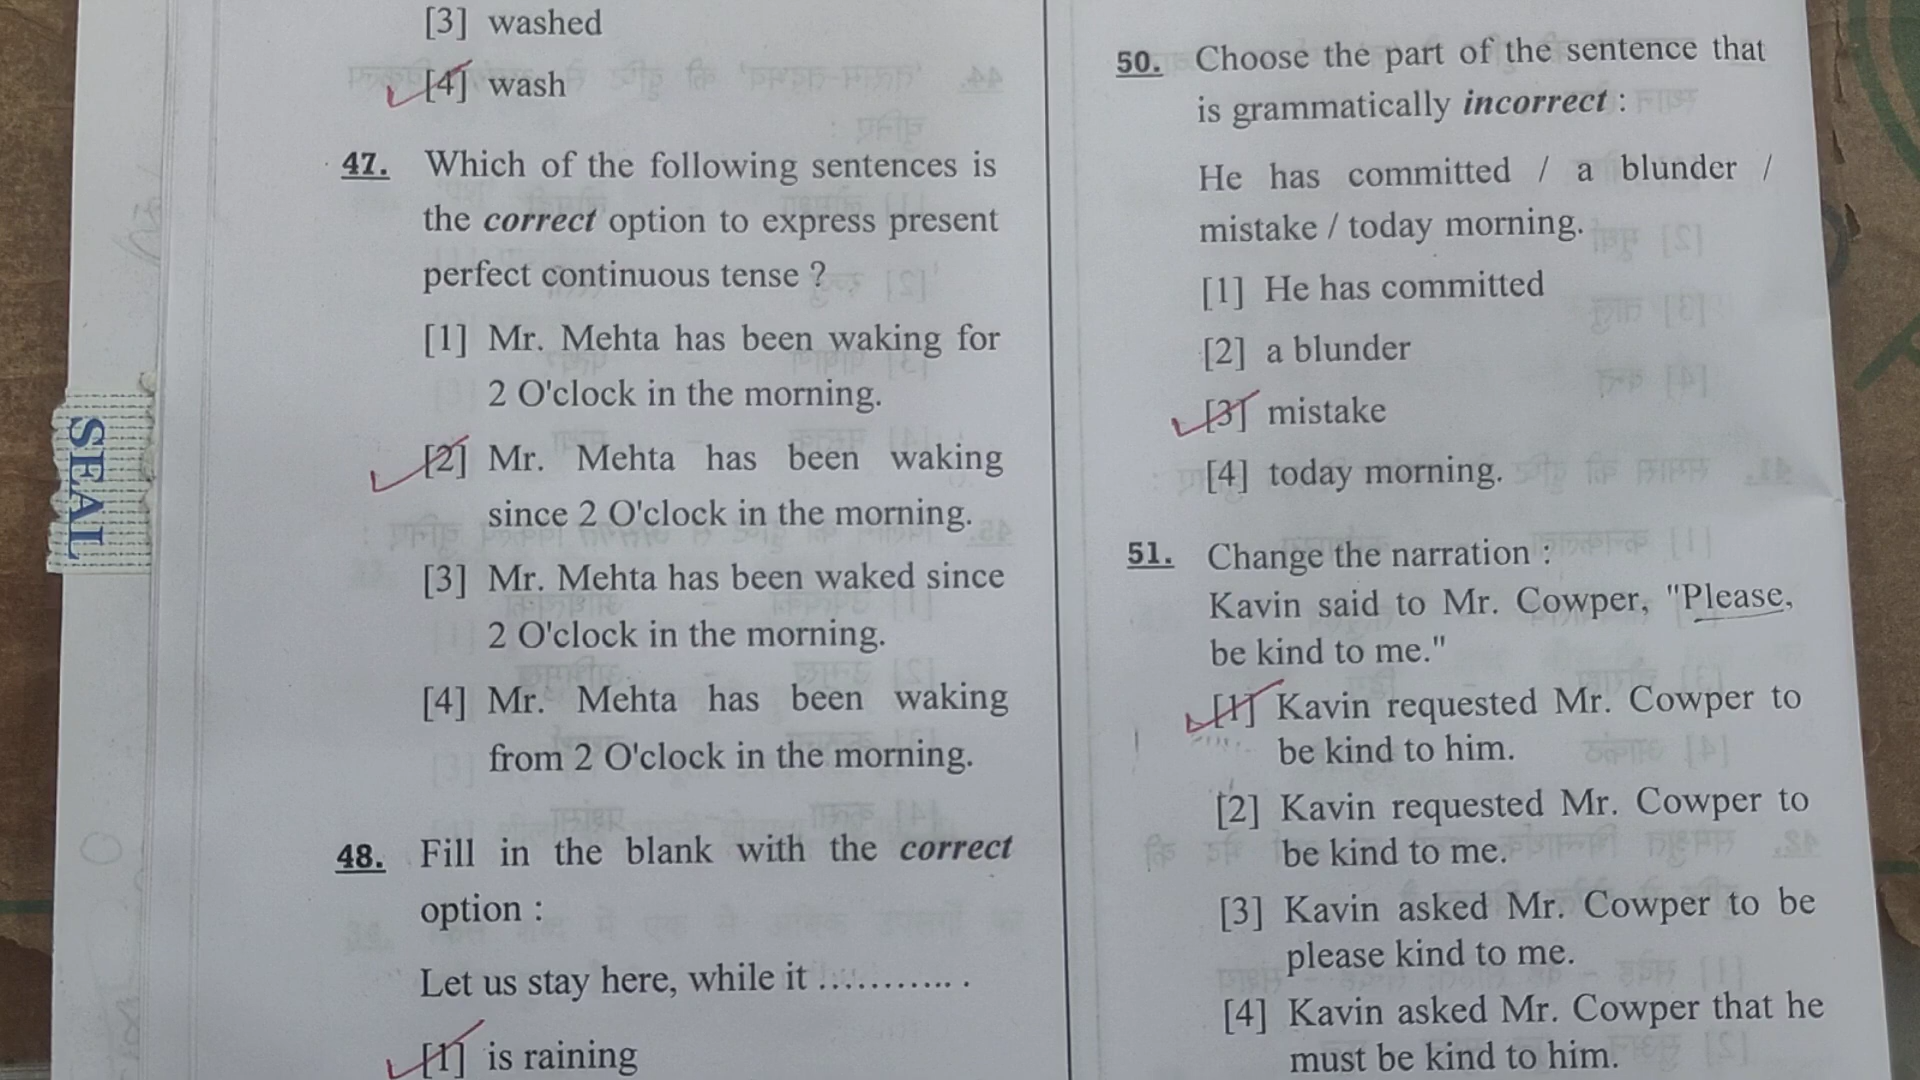 [3] washed
[4] wash
47. Which of the following sentences is
the correct option to express present
perfect continuous tense ?
[1] Mr. Mehta has been waking for
2 O'clock in the morning.
[2] Mr. Mehta has been waking
since 2 O'clock in the morning.
[3] Mr. Mehta has been waked since
2 O'clock in the morning.
[4] Mr. Mehta has been waking
from 2 O'clock in the morning.
48. Fill in the blank with the correct
option :
Let us stay here, while it ............ .
[1] is raining
50. Choose the part of the sentence that
is grammatically incorrect :
He has committed / a blunder /
mistake / today morning.
[1] He has committed
[2] a blunder
[3] mistake
[4] today morning.
51. Change the narration :
Kavin said to Mr. Cowper, "Please,
be kind to me."
[1] Kavin requested Mr. Cowper to
be kind to him.
[2] Kavin requested Mr. Cowper to
be kind to me.
[3] Kavin asked Mr. Cowper to be
please kind to me.
[4] Kavin asked Mr. Cowper that he
must be kind to him.
SEAL